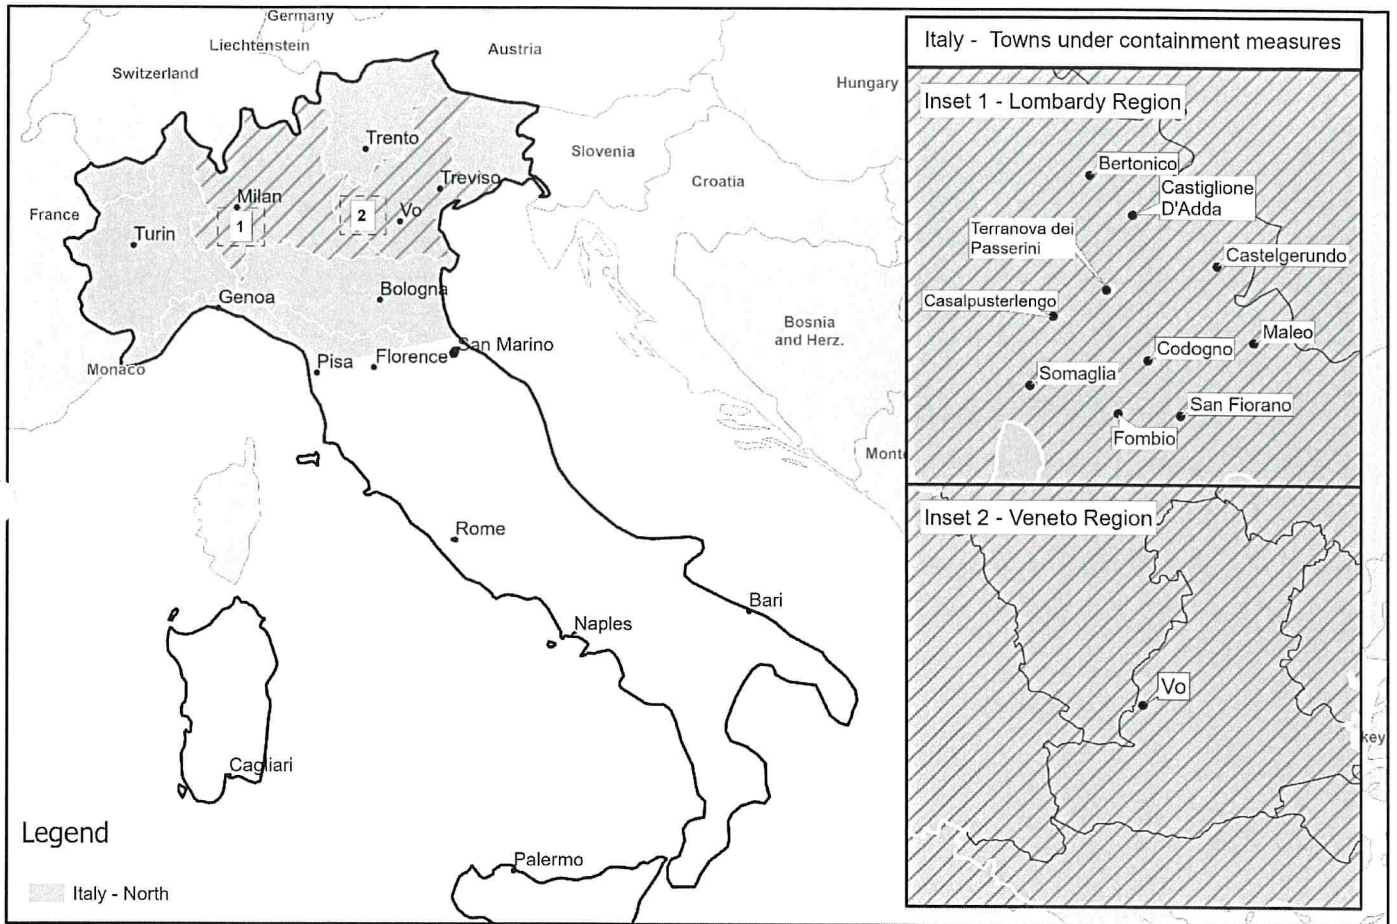 Germany
Liechtenstein
Austria
Switzerland
Hungary
Trento
Slovenia
Treviso
Croatia
Milan
France
1
2
Vo
Turin
Genoa
Bologna
Bosnia
and Herz.
San Marino
Florence
Pisa
Monaco
Mont
Rome
Bari
Naples
Cagliari
Palermo
Legend
Italy - North
Italy - Towns under containment measures
Inset 1 - Lombardy Region
Bertonico
Castiglione
D'Adda
Terranova dei
Passerini
Castelgerundo
Casalpusterlengo
Maleo
Codogno
Somaglia
San Fiorano
Fombio
Inset 2 - Veneto Region
Vo
key